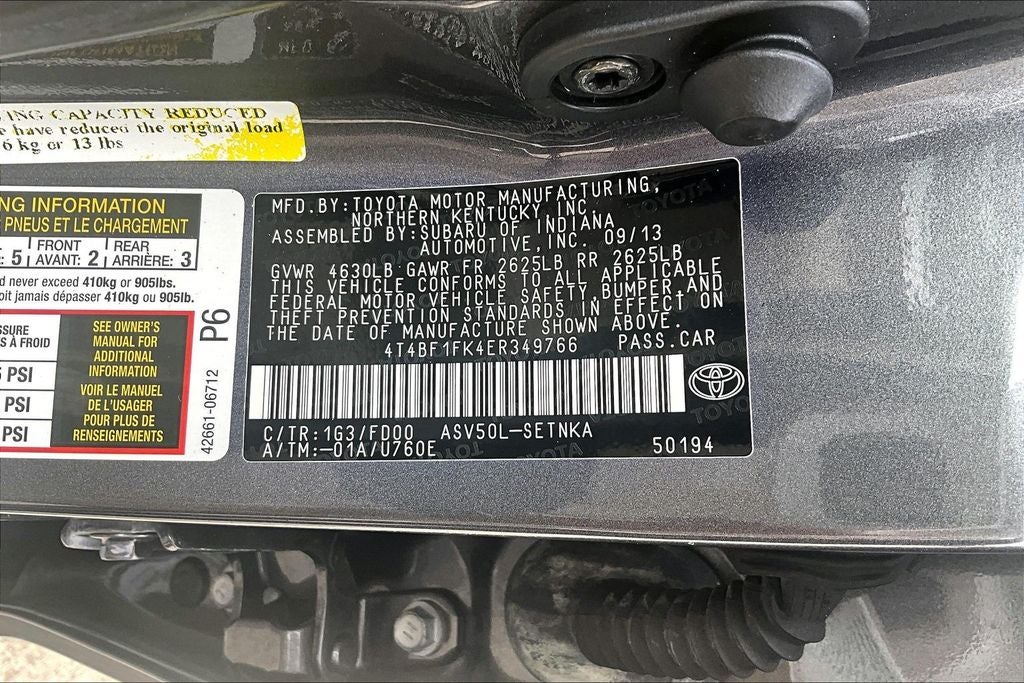 ING CAPACITY REDUCED
have reduced the original load
6 kg or 13 lbs
NG INFORMATION
PNEUS ET LE CHARGEMENT
5 FRONT AVANT: 2 REAR ARRIÈRE: 3
never exceed 410kg or 905lbs.
oit jamais dépasser 410kg ou 905lb.
SSURE
S À FROID
PSI
PSI
PSI
SEE OWNER'S
MANUAL FOR
ADDITIONAL
INFORMATION
VOIR LE MANUEL
DE L'USAGER
POUR PLUS DE
RENSEIGNEMENTS
P6
42661-06712
MFD.BY:TOYOTA MOTOR MANUFACTURING,
NORTHERN KENTUCKY,INC.
ASSEMBLED BY:SUBARU OF INDIANA
AUTOMOTIVE,INC. 09/13
GVWR 4630LB GAWR FR 2625LB RR 2625LB
THIS VEHICLE CONFORMS TO ALL APPLICABLE
FEDERAL MOTOR VEHICLE SAFETY, BUMPER AND
THEFT PREVENTION STANDARDS IN EFFECT ON
THE DATE OF MANUFACTURE SHOWN ABOVE.
4T4BF1FK4ER349766 PASS.CAR
C/TR:1G3/FD00 ASV50L-SETNKA
A/TM:-01A/U760E 50194